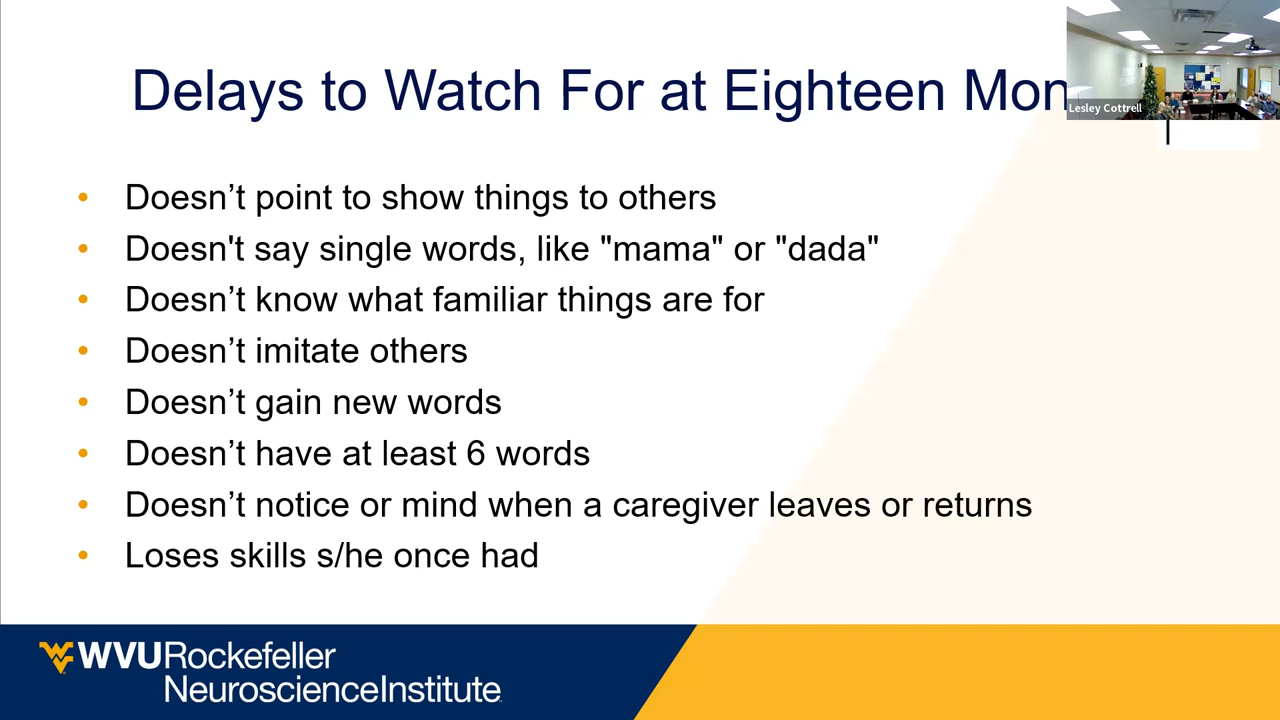 Delays to Watch For at Eighteen Mon
Lesley Cottrell
• Doesn’t point to show things to others
• Doesn't say single words, like "mama" or "dada"
• Doesn’t know what familiar things are for
• Doesn’t imitate others
• Doesn’t gain new words
• Doesn’t have at least 6 words
• Doesn’t notice or mind when a caregiver leaves or returns
• Loses skills s/he once had
WVU Rockefeller
NeuroscienceInstitute